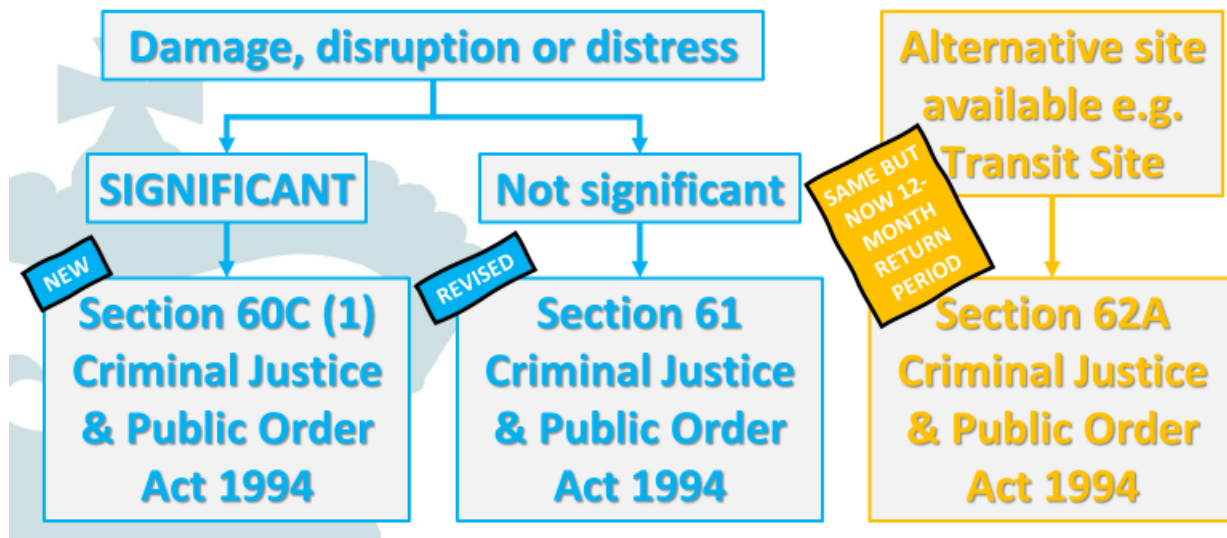 Damage, disruption or distress
SIGNIFICANT
Not significant
NEW
Section 60C (1)
Criminal Justice
& Public Order
Act 1994
REVISED
Section 61
Criminal Justice
& Public Order
Act 1994
Alternative site
available e.g.
Transit Site
SAME BUT
NOW 12-
MONTH
RETURN
PERIOD
Section 62A
Criminal Justice
& Public Order
Act 1994